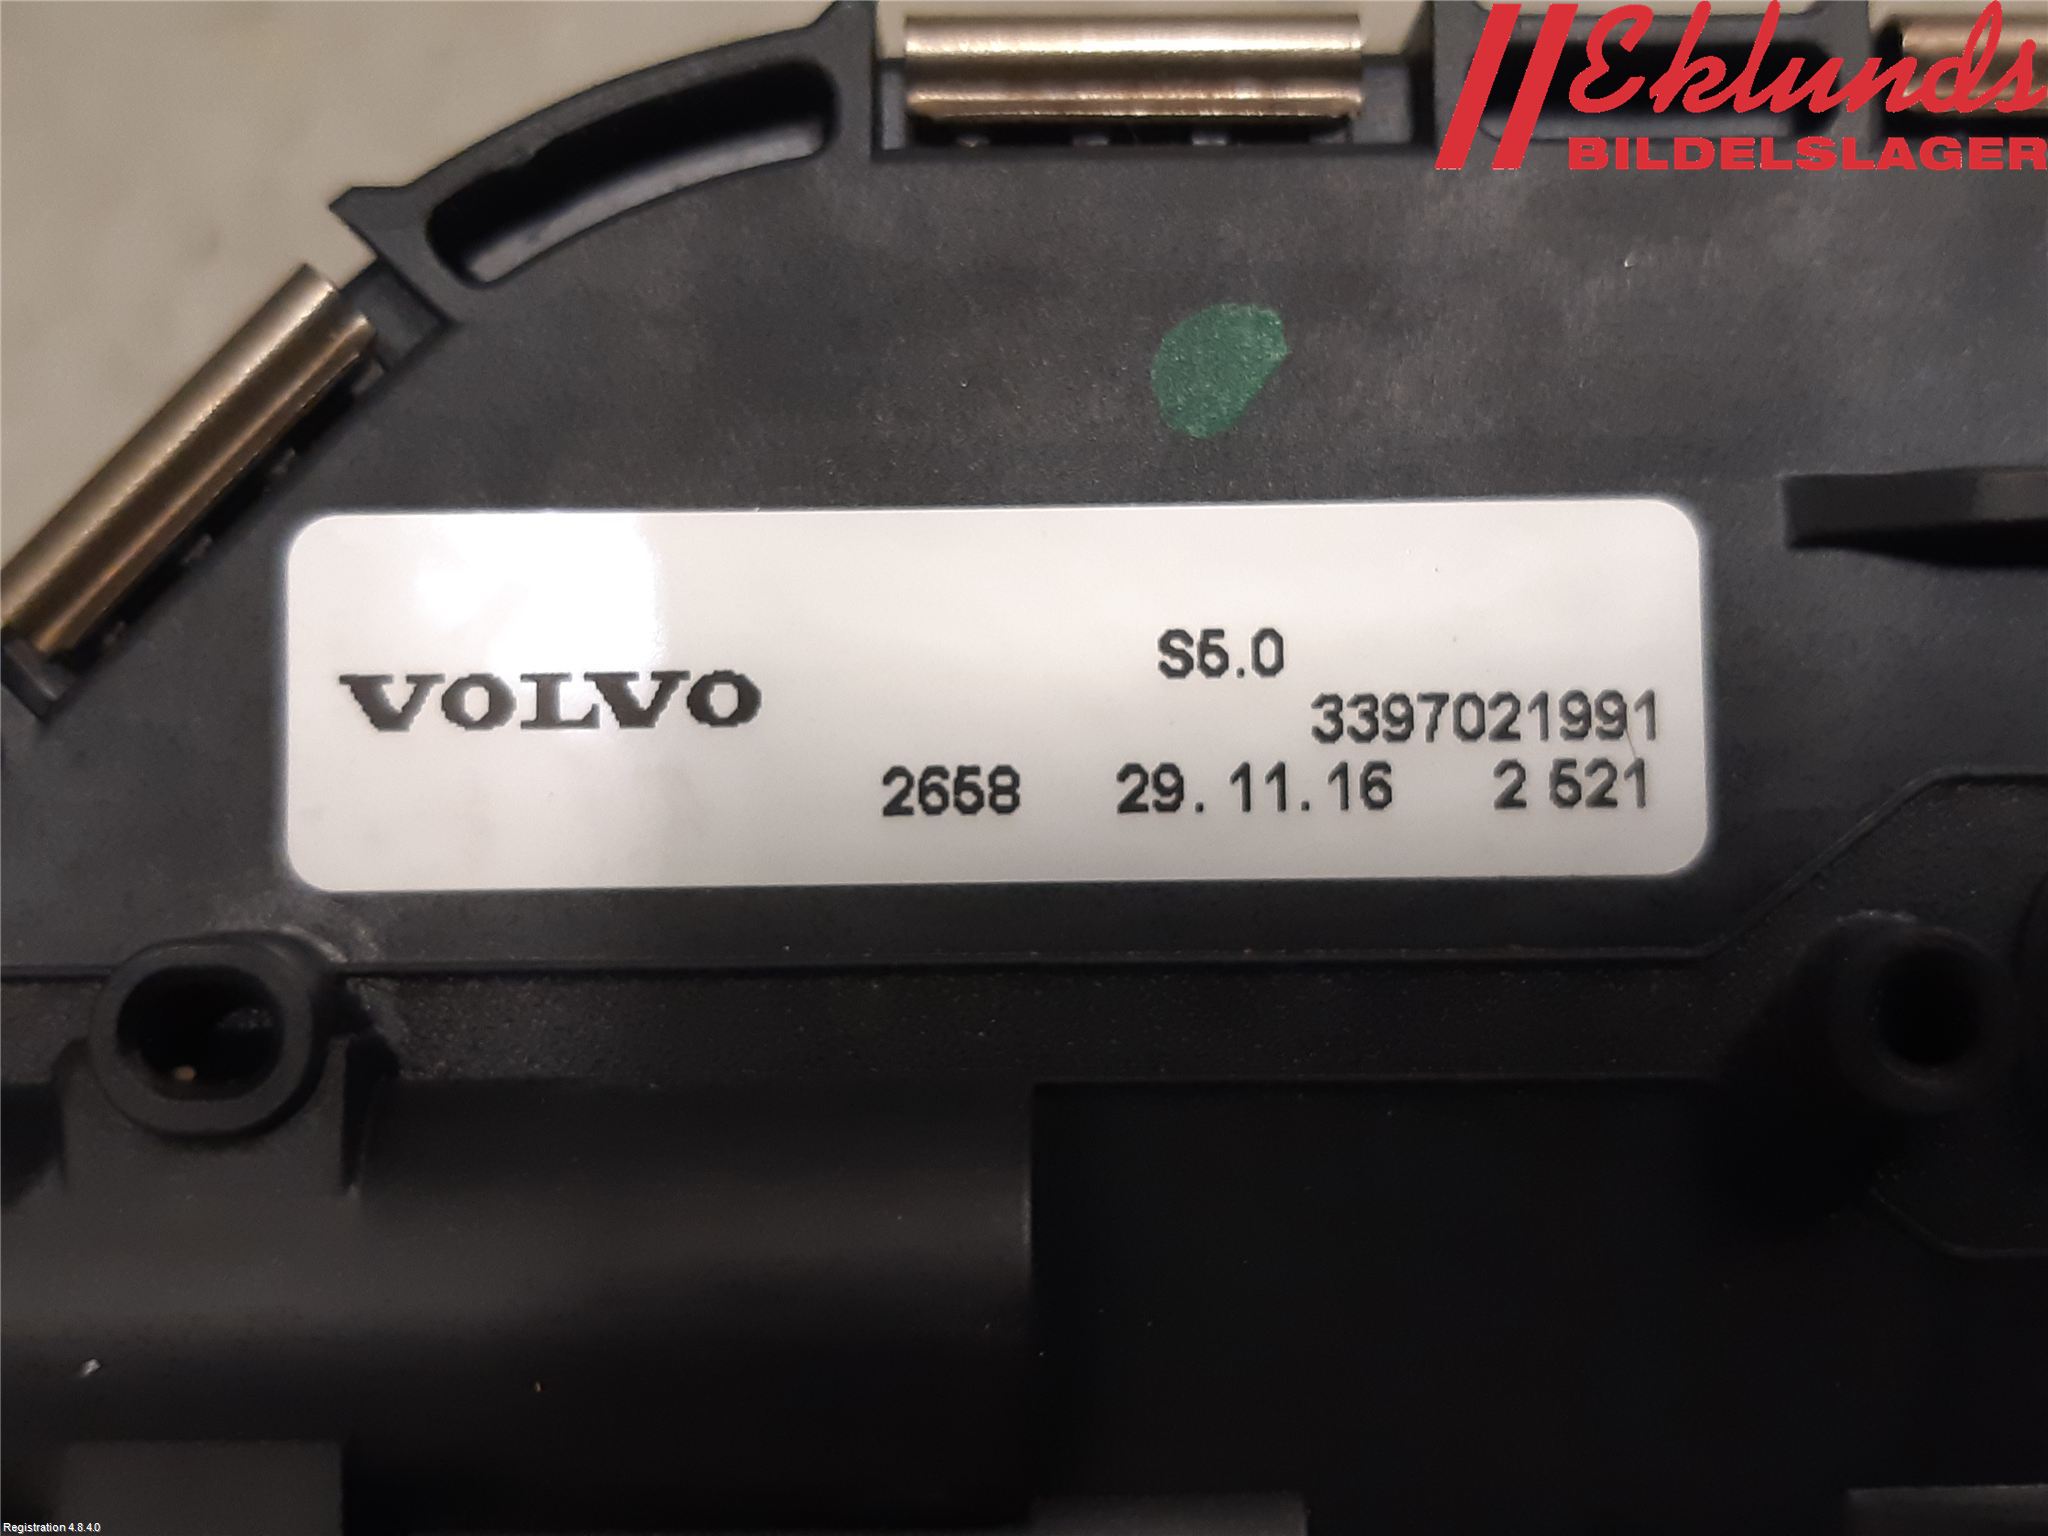 Eklunds
BILDELSLAGER
S5.0
VOLVO
3397021991
2658 29.11.16 2 521
Registration 4.8.4.0